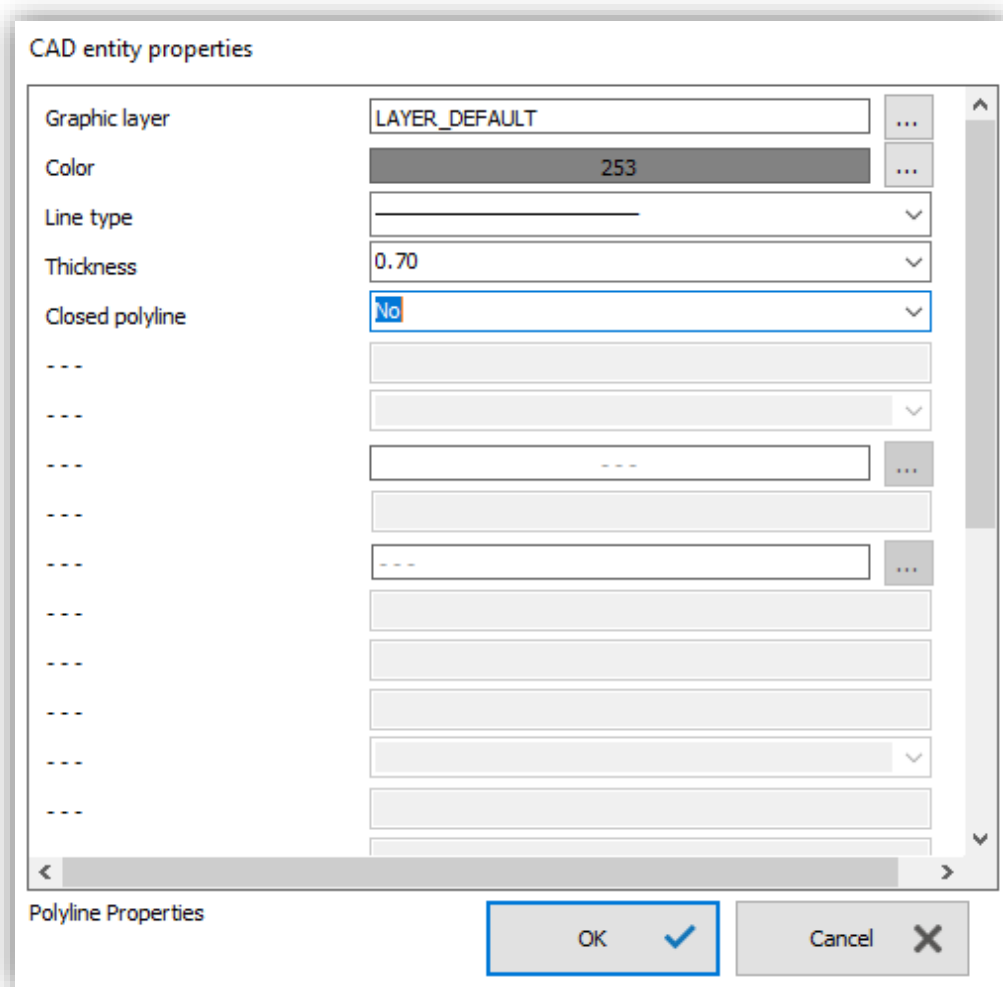 CAD entity properties
Graphic layer LAYER_DEFAULT ...
Color 253 ...
Line type
Thickness 0.70
Closed polyline No
- - -
- - -
- - - - - - ...
- - -
- - - - - - ...
- - -
- - -
- - -
- - -
- - -
Polyline Properties OK Cancel